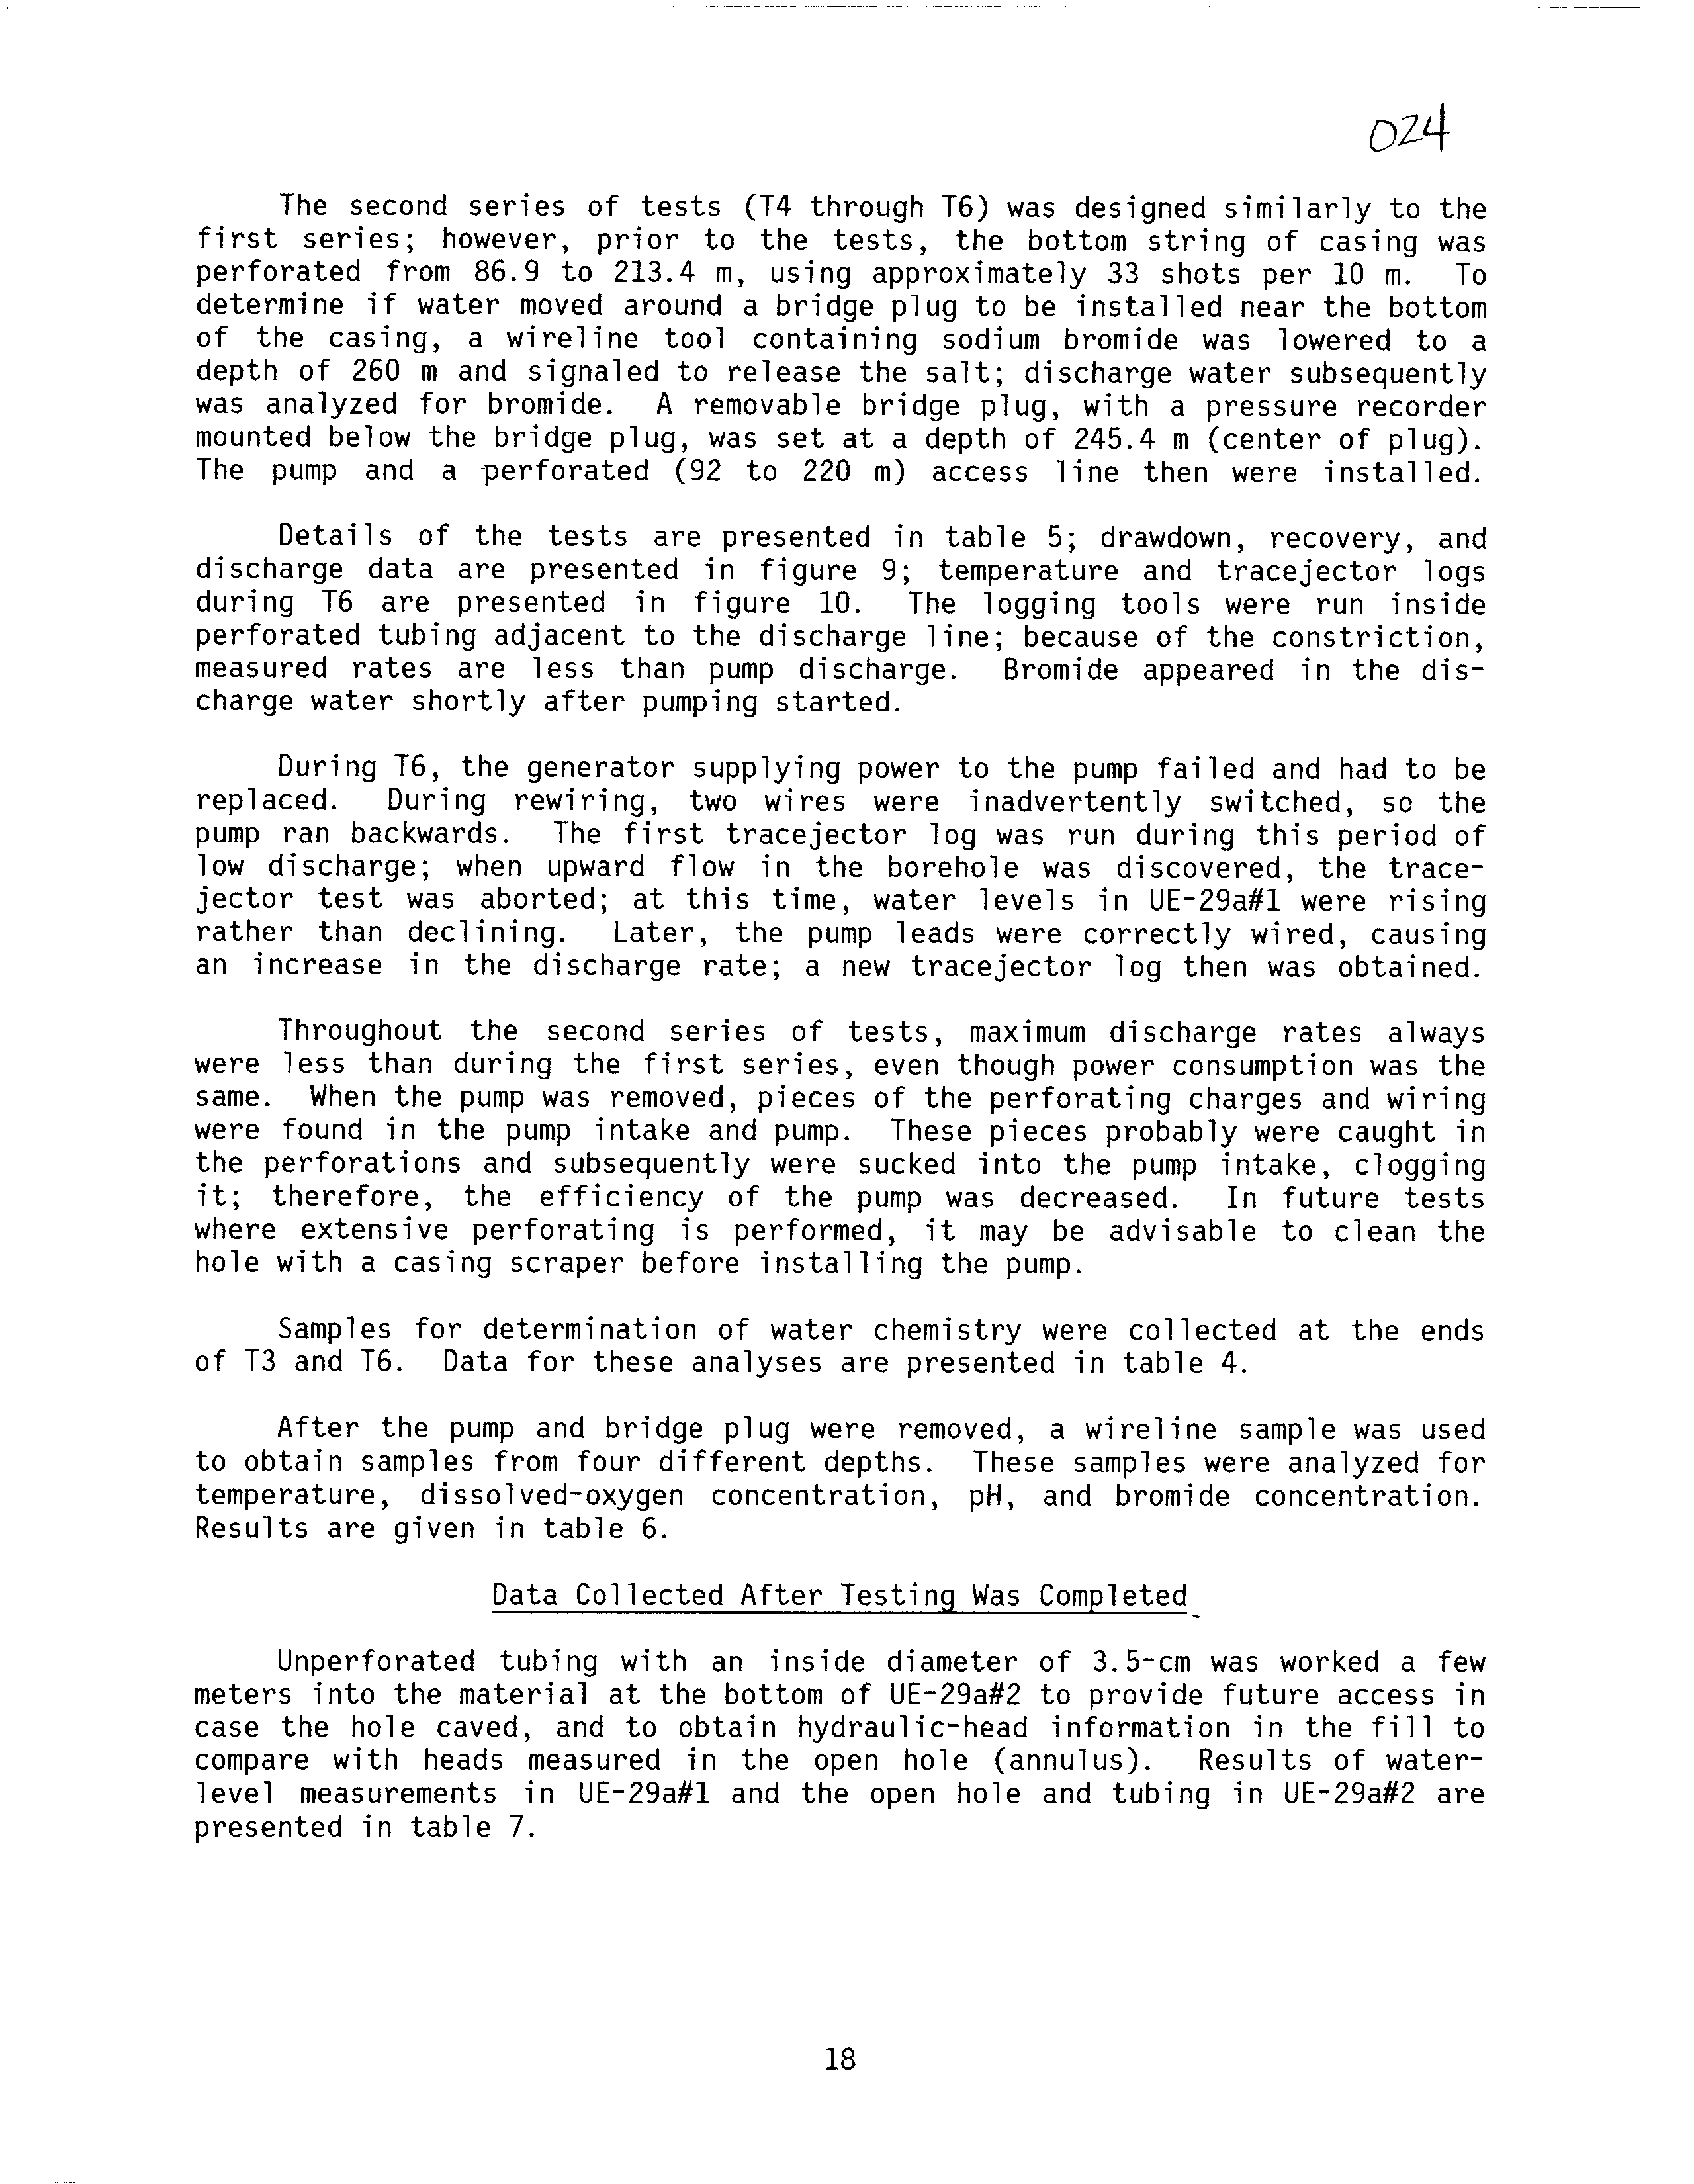 024
The second series of tests (T4 through T6) was designed similarly to the
first series; however, prior to the tests, the bottom string of casing was
perforated from 86.9 to 213.4 m, using approximately 33 shots per 10 m. To
determine if water moved around a bridge plug to be installed near the bottom
of the casing, a wireline tool containing sodium bromide was lowered to a
depth of 260 m and signaled to release the salt; discharge water subsequently
was analyzed for bromide. A removable bridge plug, with a pressure recorder
mounted below the bridge plug, was set at a depth of 245.4 m (center of plug).
The pump and a perforated (92 to 220 m) access line then were installed.
Details of the tests are presented in table 5; drawdown, recovery, and
discharge data are presented in figure 9; temperature and tracejector logs
during T6 are presented in figure 10. The logging tools were run inside
perforated tubing adjacent to the discharge line; because of the constriction,
measured rates are less than pump discharge. Bromide appeared in the dis-
charge water shortly after pumping started.
During T6, the generator supplying power to the pump failed and had to be
replaced. During rewiring, two wires were inadvertently switched, so the
pump ran backwards. The first tracejector log was run during this period of
low discharge; when upward flow in the borehole was discovered, the trace-
jector test was aborted; at this time, water levels in UE-29a#1 were rising
rather than declining. Later, the pump leads were correctly wired, causing
an increase in the discharge rate; a new tracejector log then was obtained.
Throughout the second series of tests, maximum discharge rates always
were less than during the first series, even though power consumption was the
same. When the pump was removed, pieces of the perforating charges and wiring
were found in the pump intake and pump. These pieces probably were caught in
the perforations and subsequently were sucked into the pump intake, clogging
it; therefore, the efficiency of the pump was decreased. In future tests
where extensive perforating is performed, it may be advisable to clean the
hole with a casing scraper before installing the pump.
Samples for determination of water chemistry were collected at the ends
of T3 and T6. Data for these analyses are presented in table 4.
After the pump and bridge plug were removed, a wireline sample was used
to obtain samples from four different depths. These samples were analyzed for
temperature, dissolved-oxygen concentration, pH, and bromide concentration.
Results are given in table 6.
Data Collected After Testing Was Completed
Unperforated tubing with an inside diameter of 3.5-cm was worked a few
meters into the material at the bottom of UE-29a#2 to provide future access in
case the hole caved, and to obtain hydraulic-head information in the fill to
compare with heads measured in the open hole (annulus). Results of water-
level measurements in UE-29a#1 and the open hole and tubing in UE-29a#2 are
presented in table 7.
18